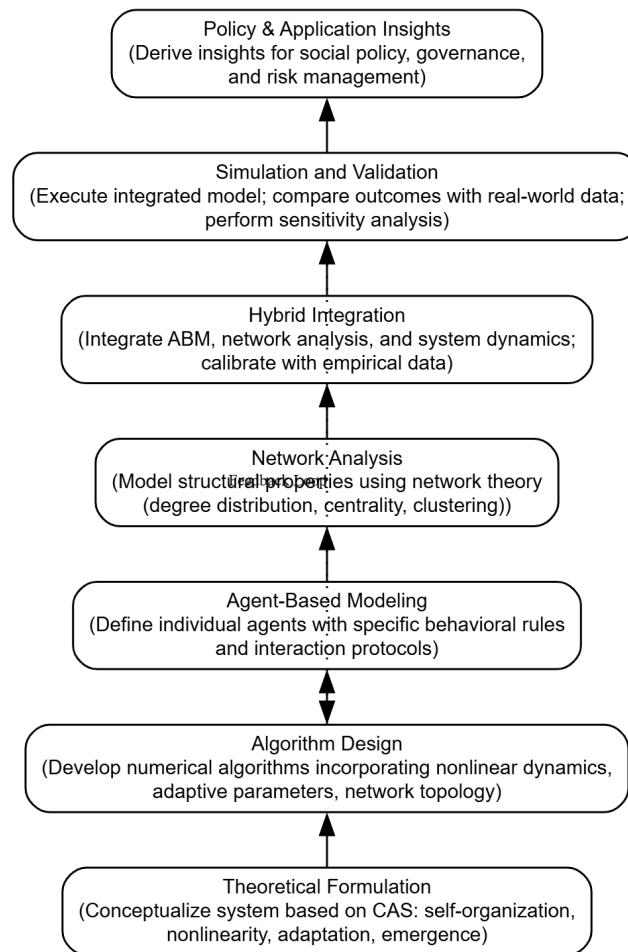 Policy & Application Insights
(Derive insights for social policy, governance,
and risk management)
Simulation and Validation
(Execute integrated model; compare outcomes with real-world data;
perform sensitivity analysis)
Hybrid Integration
(Integrate ABM, network analysis, and system dynamics;
calibrate with empirical data)
Network Analysis
(Model structural properties using network theory
Feedback Loop
(degree distribution, centrality, clustering))
Agent-Based Modeling
(Define individual agents with specific behavioral rules
and interaction protocols)
Algorithm Design
(Develop numerical algorithms incorporating nonlinear dynamics,
adaptive parameters, network topology)
Theoretical Formulation
(Conceptualize system based on CAS: self-organization,
nonlinearity, adaptation, emergence)